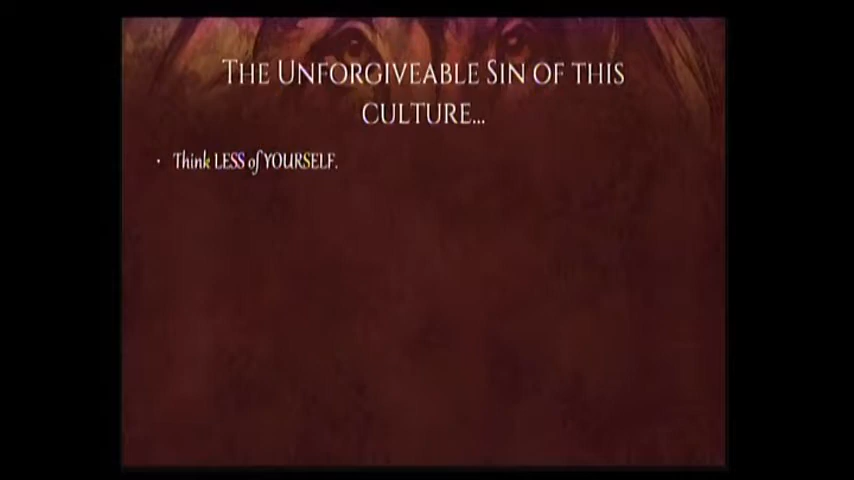 The Unforgiveable Sin of this
culture...
• Think LESS of YOURSELF.